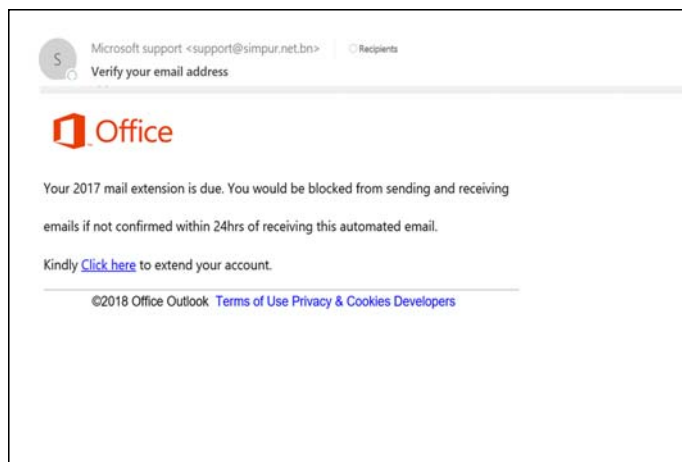 S
Microsoft support <support@simpur.net.bn> Recipients
Verify your email address
Office
Your 2017 mail extension is due. You would be blocked from sending and receiving
emails if not confirmed within 24hrs of receiving this automated email.
Kindly Click here to extend your account.
©2018 Office Outlook Terms of Use Privacy & Cookies Developers